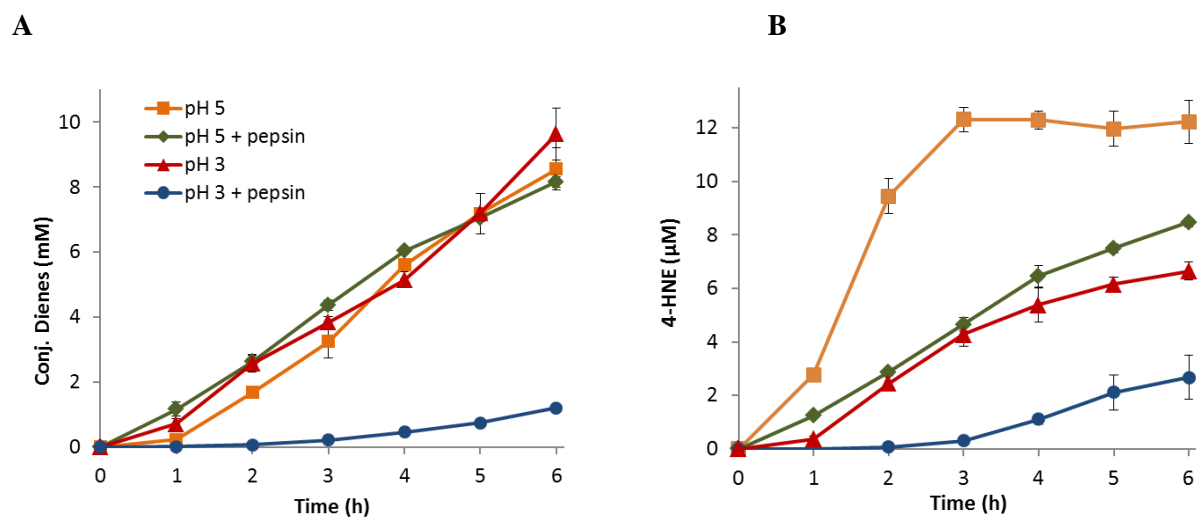 A
B
pH 5
pH 5 + pepsin
pH 3
pH 3 + pepsin
Conj. Dienes (mM)
10
8
6
4
2
0
0 1 2 3 4 5 6
Time (h)
4-HNE (µM)
12
10
8
6
4
2
0
0 1 2 3 4 5 6
Time (h)